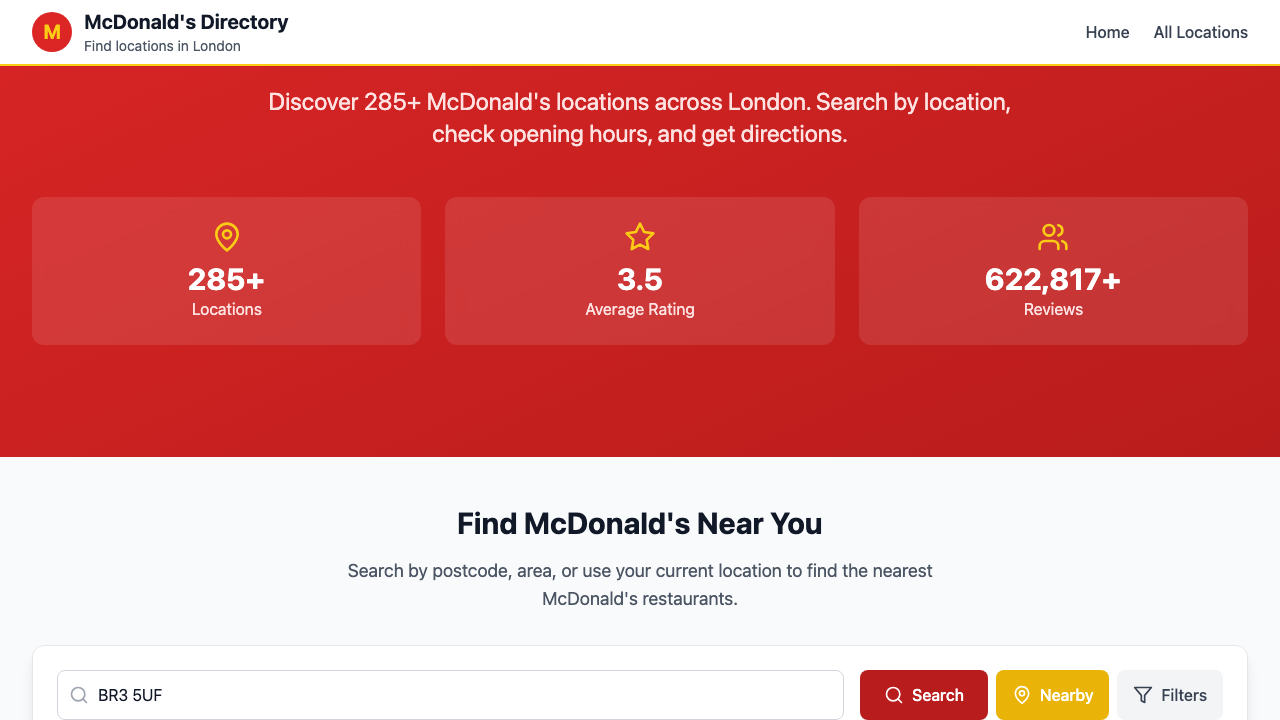 M
McDonald's Directory
Find locations in London
Home
All Locations
Discover 285+ McDonald's locations across London. Search by location,
check opening hours, and get directions.
285+
Locations
3.5
Average Rating
622,817+
Reviews
Find McDonald's Near You
Search by postcode, area, or use your current location to find the nearest
McDonald's restaurants.
BR3 5UF
Search
Nearby
Filters